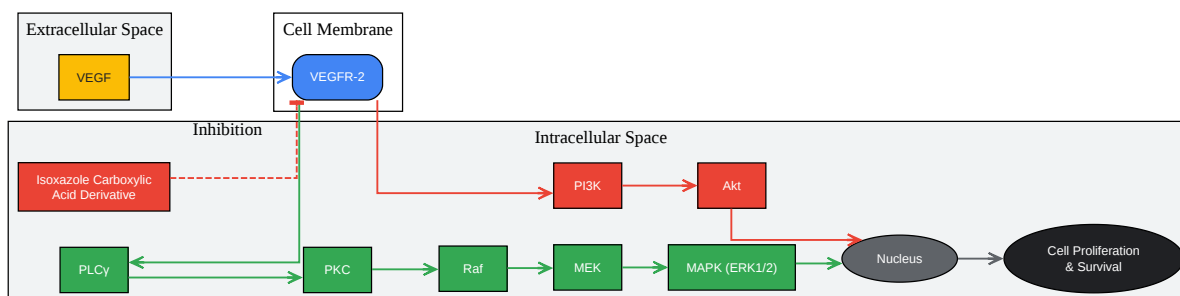 Extracellular Space
Cell Membrane
VEGF
VEGFR-2
Inhibition
Intracellular Space
Isoxazole Carboxylic
Acid Derivative
PI3K
Akt
PLCγ
PKC
Raf
MEK
MAPK (ERK1/2)
Nucleus
Cell Proliferation
& Survival